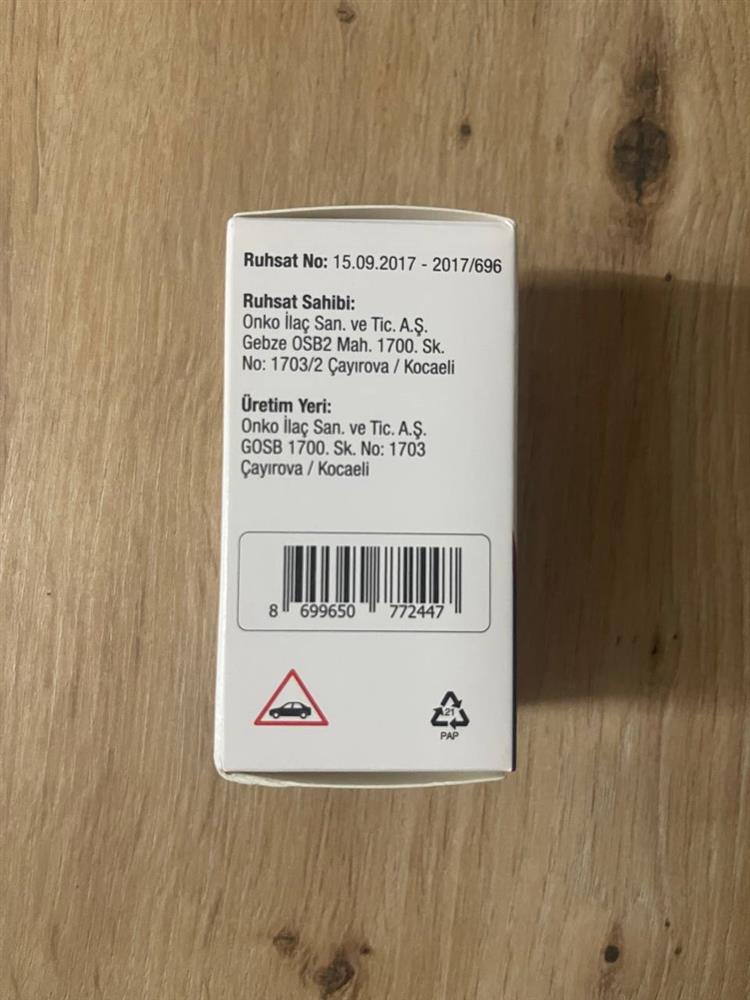 Ruhsat No: 15.09.2017 - 2017/696
Ruhsat Sahibi:
Onko İlaç San. ve Tic. A.Ş.
Gebze OSB2 Mah. 1700. Sk.
No: 1703/2 Çayırova / Kocaeli
Üretim Yeri:
Onko İlaç San. ve Tic. A.Ş.
GOSB 1700. Sk. No: 1703
Çayırova / Kocaeli
8 699650 772447
21
PAP